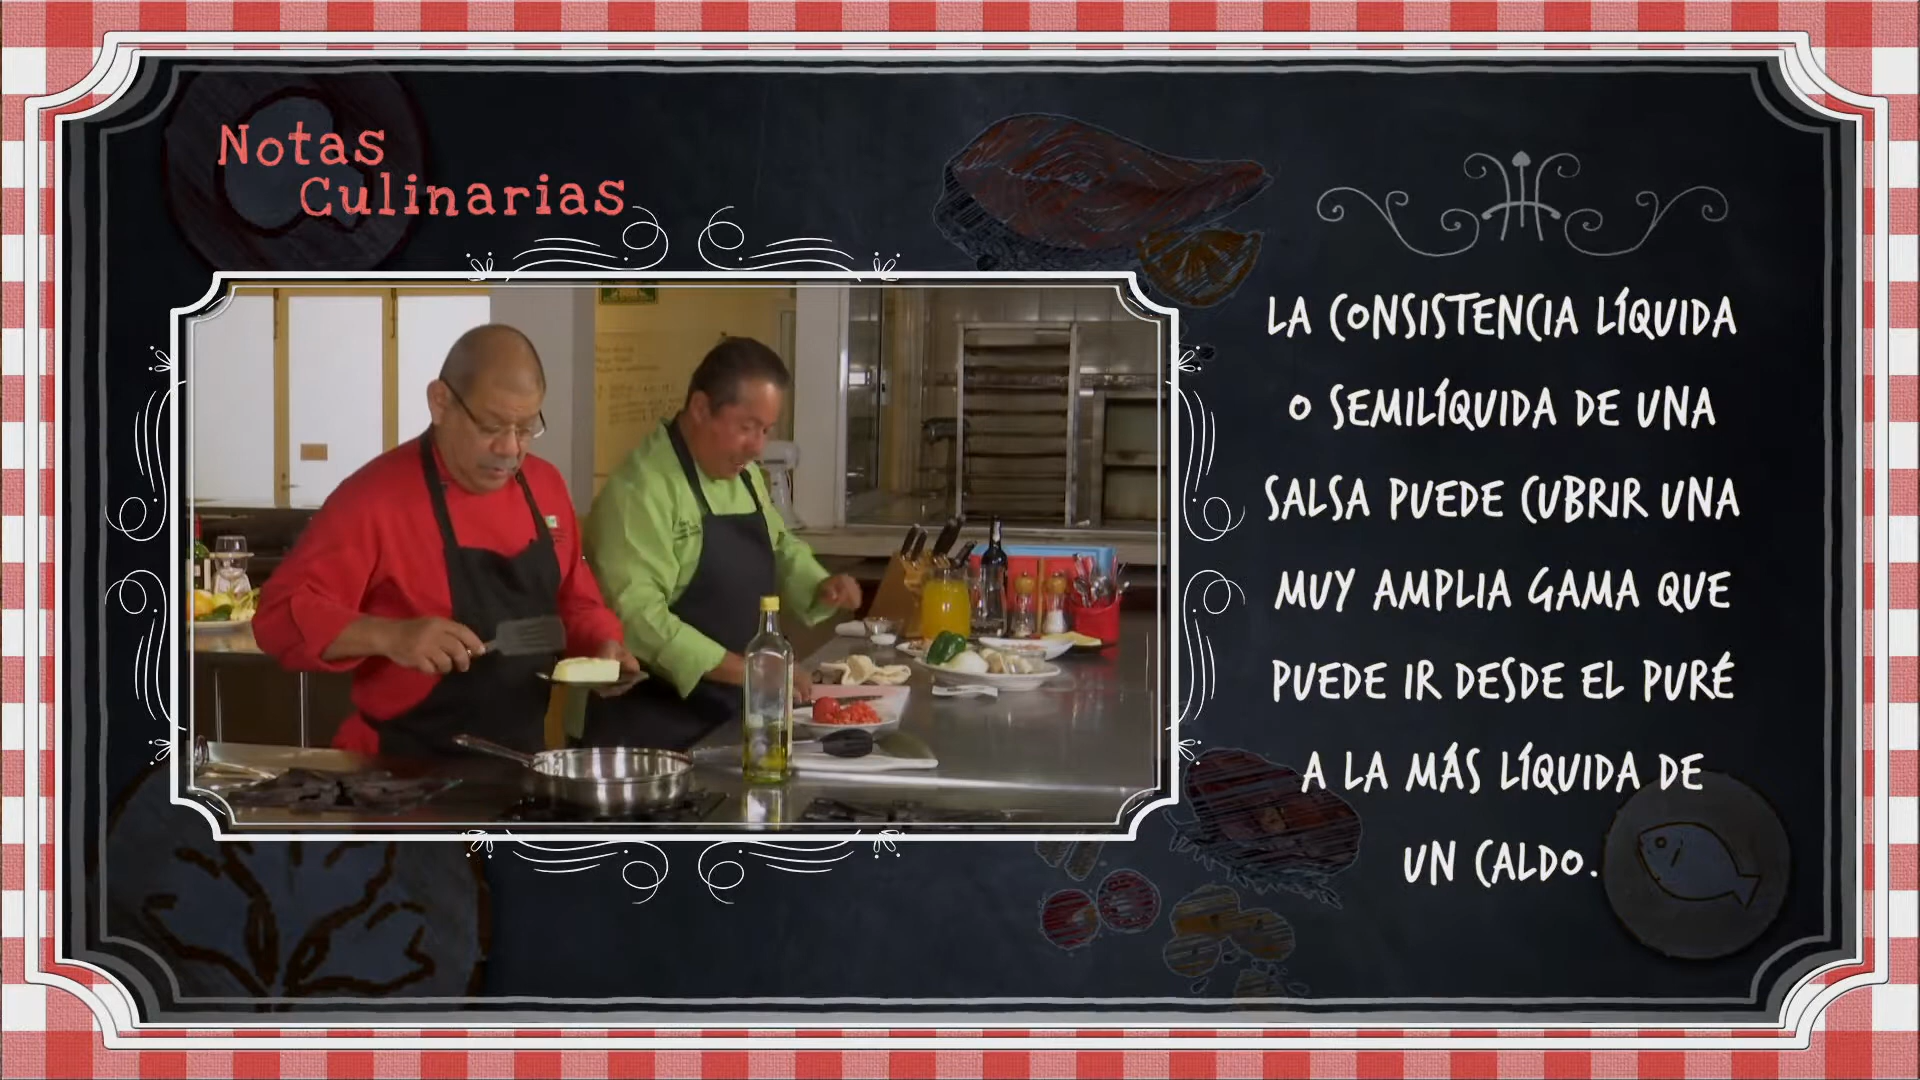 Notas
Culinarias
LA CONSISTENCIA LÍQUIDA
O SEMILÍQUIDA DE UNA
SALSA PUEDE CUBRIR UNA
MUY AMPLIA GAMA QUE
PUEDE IR DESDE EL PURÉ
A LA MÁS LÍQUIDA DE
UN CALDO.